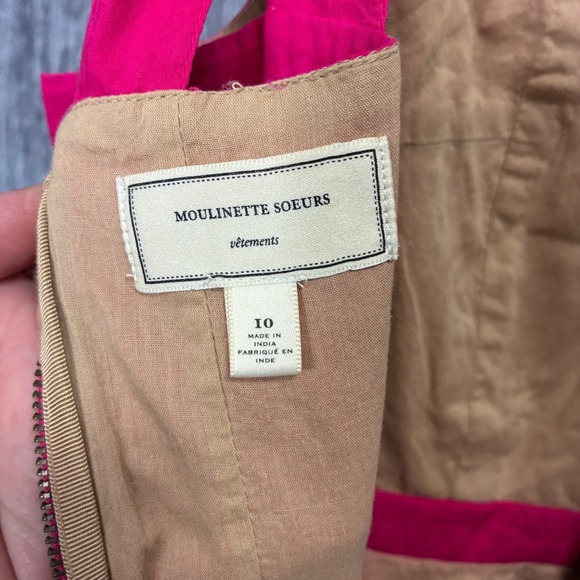 MOULINETTE SOEURS
vêtements
10
MADE IN
INDIA
FABRIQUÉ EN
INDE